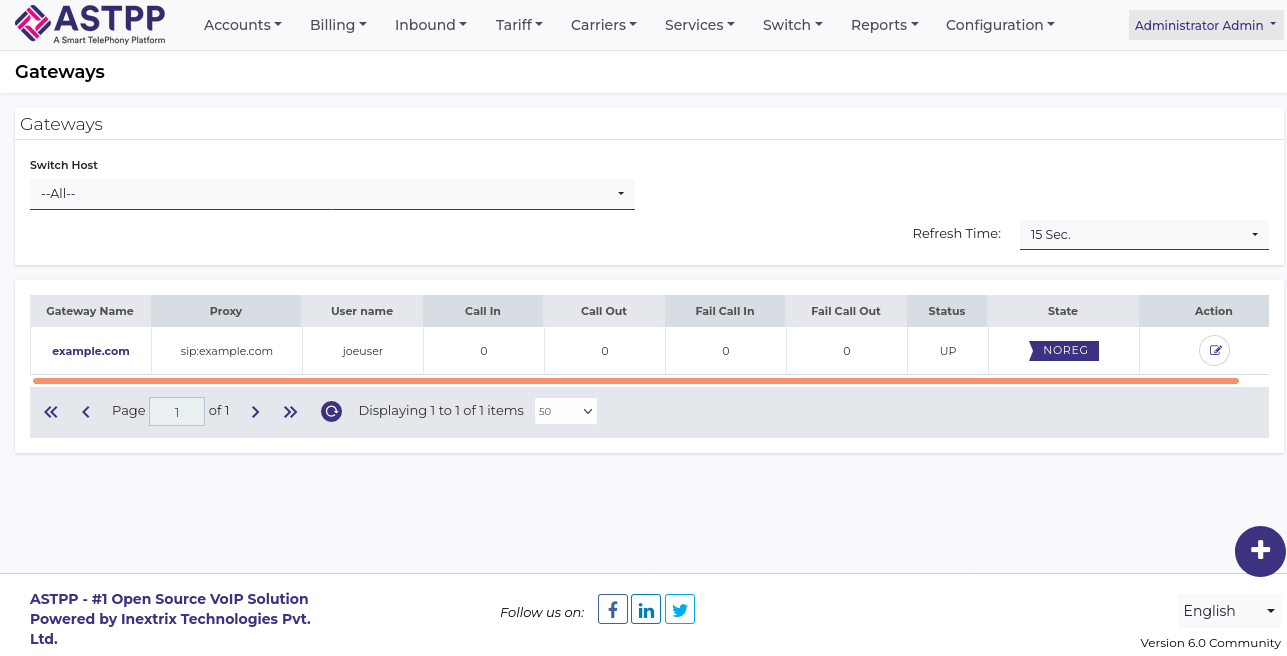 ASTPP
A Smart TelePhony Platform
Accounts Billing Inbound Tariff Carriers Services Switch Reports Configuration Administrator Admin
Gateways
Gateways
Switch Host
--All--
Refresh Time: 15 Sec.
Gateway Name Proxy User name Call In Call Out Fail Call In Fail Call Out Status State Action
example.com sip:example.com joeuser 0 0 0 0 UP NOREG
Page 1 of 1 Displaying 1 to 1 of 1 items 50
ASTPP - #1 Open Source VoIP Solution
Powered by Inextrix Technologies Pvt.
Ltd.
Follow us on:
English
Version 6.0 Community